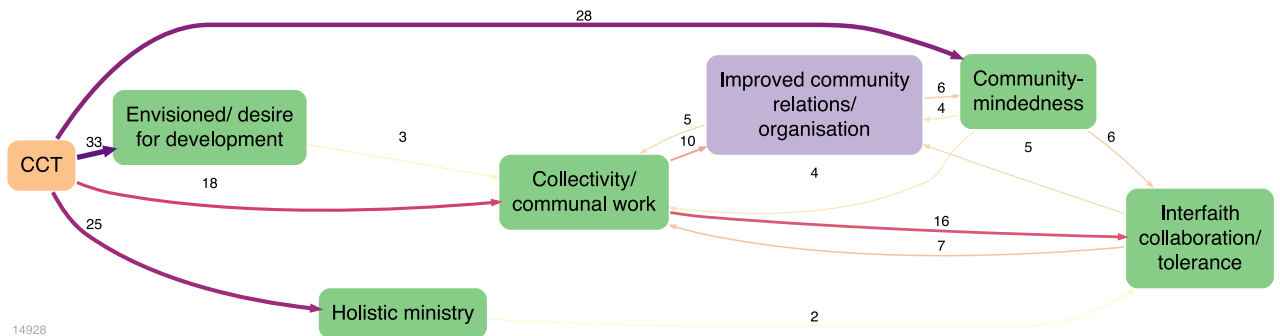 28
Improved community
relations/
organisation
6
4
Community-
mindedness
Envisioned/ desire
for development
33
CCT
3
5
10
18
Collectivity/
communal work
4
5
6
16
7
Interfaith
collaboration/
tolerance
25
Holistic ministry
2
14928